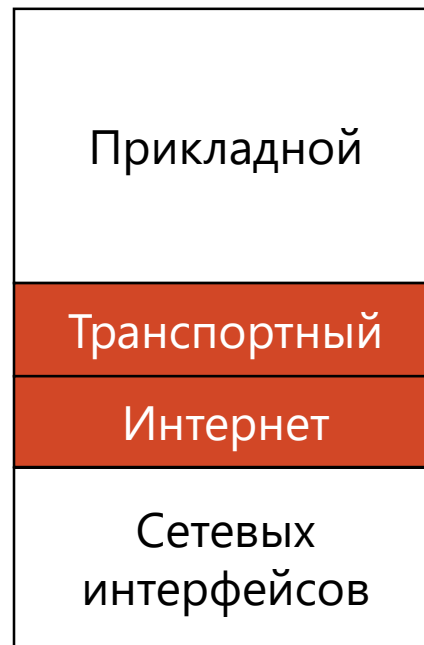 Прикладной
Транспортный
Интернет
Сетевых
интерфейсов